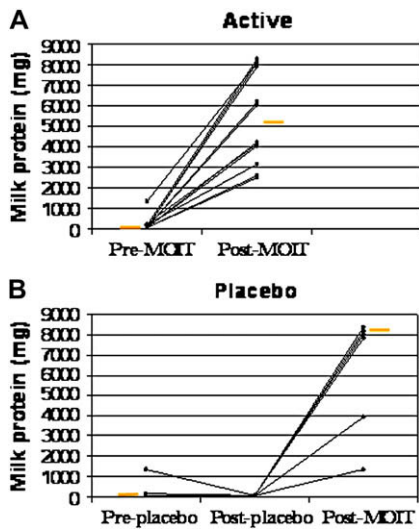 A
Active
Milk protein (mg)
9000
8000
7000
6000
5000
4000
3000
2000
1000
0
Pre-MOIT Post-MOIT
B
Placebo
Milk protein (mg)
9000
8000
7000
6000
5000
4000
3000
2000
1000
0
Pre-placebo Post-placebo Post-MOIT